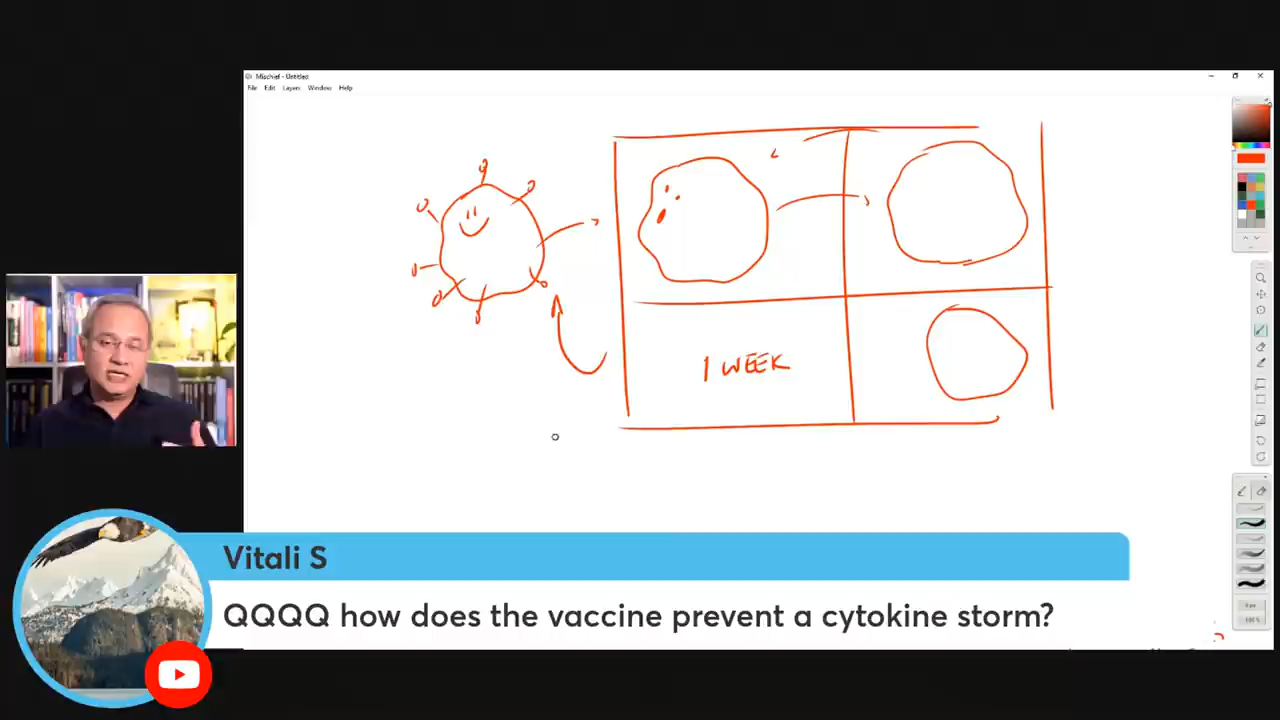 Mischief - Untitled
File Edit Layers Window Help
1 WEEK
Vitali S
QQQQ how does the vaccine prevent a cytokine storm?